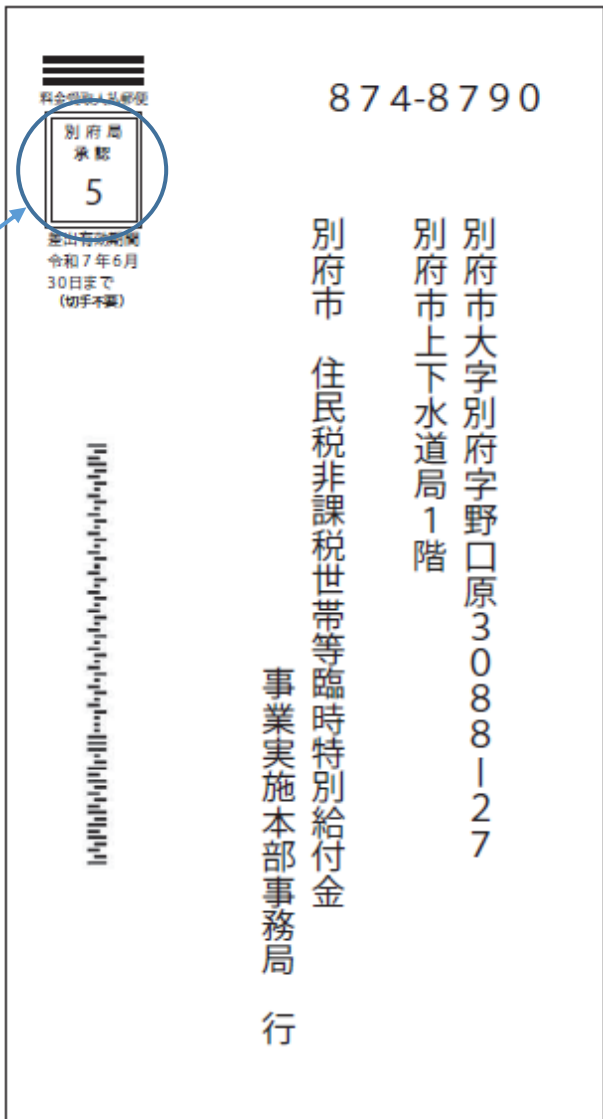 料金受取人払郵便
別府局
承認
5
差出有効期間
令和7年6月
30日まで
(切手不要)
874-8790
別府市大字別府字野口原3088ー27
別府市上下水道局1階
別府市 住民税非課税世帯等臨時特別給付金
事業実施本部事務局 行